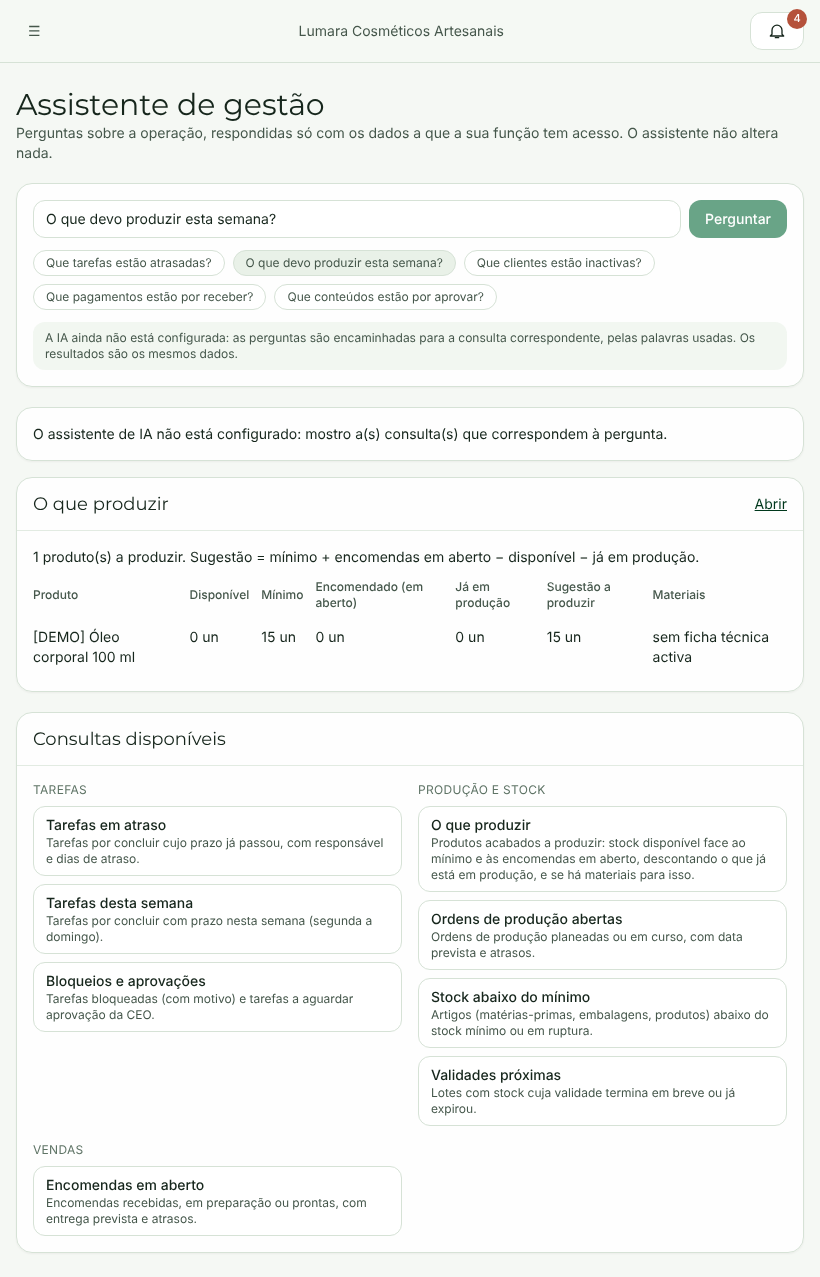 ☰
Lumara Cosméticos Artesanais
4
Assistente de gestão
Perguntas sobre a operação, respondidas só com os dados a que a sua função tem acesso. O assistente não altera
nada.
O que devo produzir esta semana?
Perguntar
Que tarefas estão atrasadas?
O que devo produzir esta semana?
Que clientes estão inactivas?
Que pagamentos estão por receber?
Que conteúdos estão por aprovar?
A IA ainda não está configurada: as perguntas são encaminhadas para a consulta correspondente, pelas palavras usadas. Os
resultados são os mesmos dados.
O assistente de IA não está configurado: mostro a(s) consulta(s) que correspondem à pergunta.
O que produzir
Abrir
1 produto(s) a produzir. Sugestão = mínimo + encomendas em aberto − disponível − já em produção.
Produto
Disponível
Mínimo
Encomendado (em
aberto)
Já em
produção
Sugestão a
produzir
Materiais
[DEMO] Óleo
corporal 100 ml
0 un
15 un
0 un
0 un
15 un
sem ficha técnica
activa
Consultas disponíveis
TAREFAS
Tarefas em atraso
Tarefas por concluir cujo prazo já passou, com responsável
e dias de atraso.
Tarefas desta semana
Tarefas por concluir com prazo nesta semana (segunda a
domingo).
Bloqueios e aprovações
Tarefas bloqueadas (com motivo) e tarefas a aguardar
aprovação da CEO.
PRODUÇÃO E STOCK
O que produzir
Produtos acabados a produzir: stock disponível face ao
mínimo e às encomendas em aberto, descontando o que já
está em produção, e se há materiais para isso.
Ordens de produção abertas
Ordens de produção planeadas ou em curso, com data
prevista e atrasos.
Stock abaixo do mínimo
Artigos (matérias-primas, embalagens, produtos) abaixo do
stock mínimo ou em ruptura.
Validades próximas
Lotes com stock cuja validade termina em breve ou já
expirou.
VENDAS
Encomendas em aberto
Encomendas recebidas, em preparação ou prontas, com
entrega prevista e atrasos.